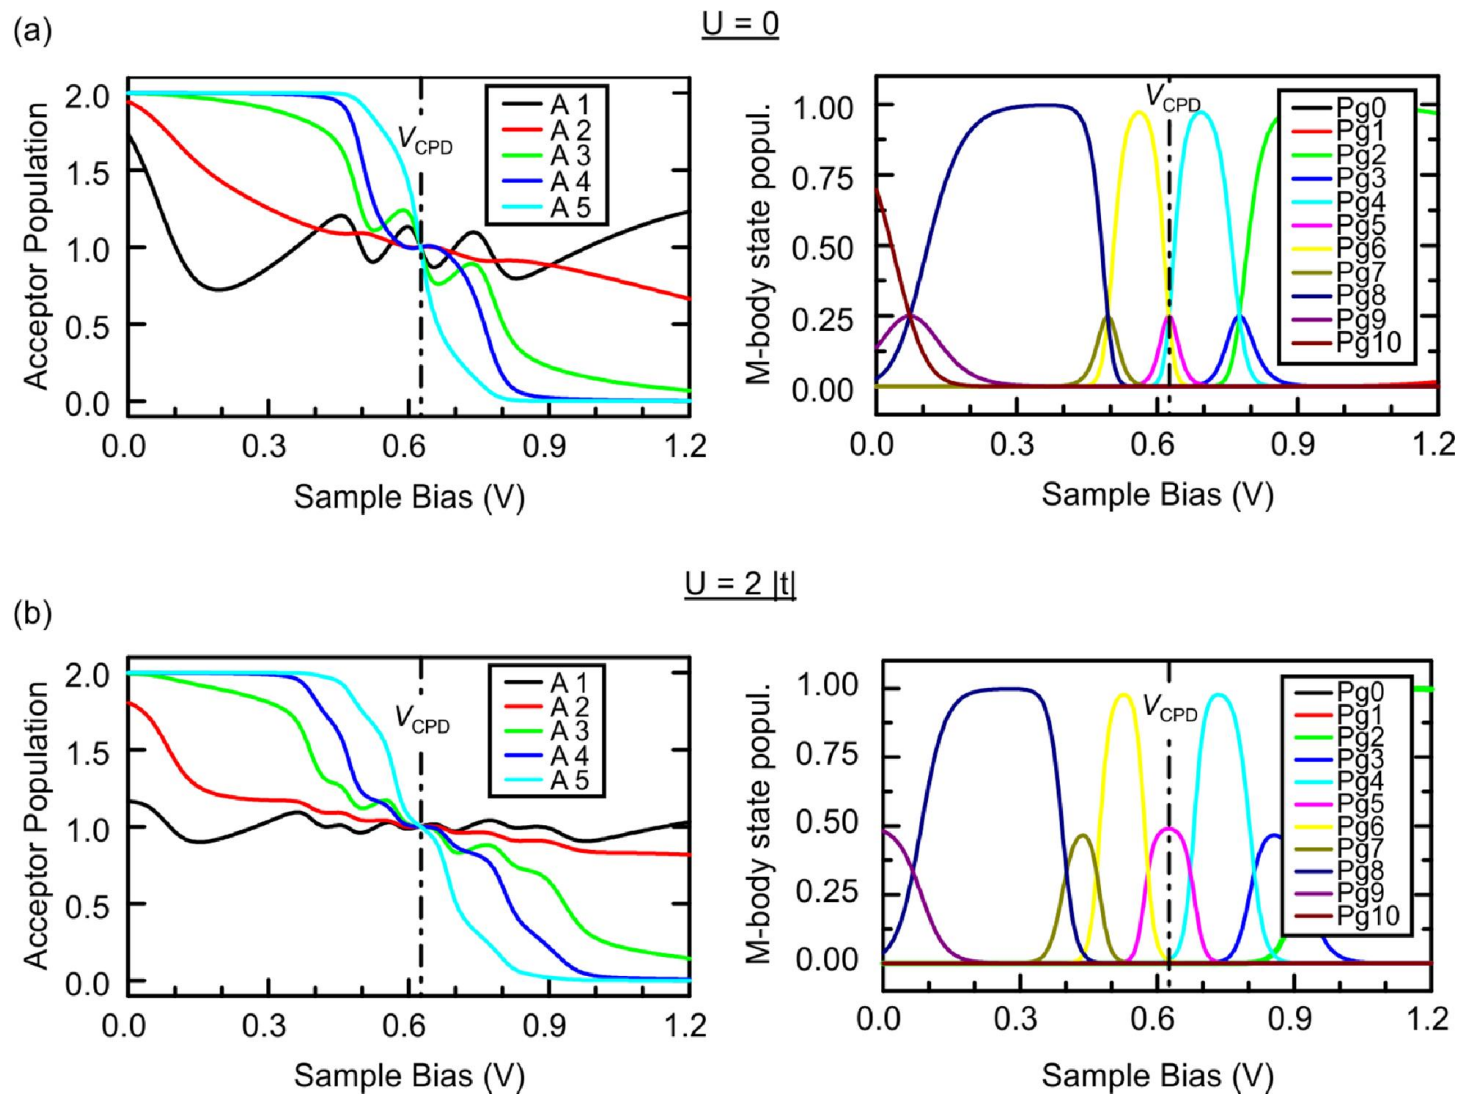 (a)
U = 0
Acceptor Population
2.0
1.5
1.0
0.5
0.0
V CPD
A 1
A 2
A 3
A 4
A 5
0.0 0.3 0.6 0.9 1.2
Sample Bias (V)
M-body state popul.
1.00
0.75
0.50
0.25
0.00
V CPD
Pg0
Pg1
Pg2
Pg3
Pg4
Pg5
Pg6
Pg7
Pg8
Pg9
Pg10
0.0 0.3 0.6 0.9 1.2
Sample Bias (V)
U = 2 |t|
(b)
Acceptor Population
2.0
1.5
1.0
0.5
0.0
V CPD
A 1
A 2
A 3
A 4
A 5
0.0 0.3 0.6 0.9 1.2
Sample Bias (V)
M-body state popul.
1.00
0.75
0.50
0.25
0.00
V CPD
Pg0
Pg1
Pg2
Pg3
Pg4
Pg5
Pg6
Pg7
Pg8
Pg9
Pg10
0.0 0.3 0.6 0.9 1.2
Sample Bias (V)